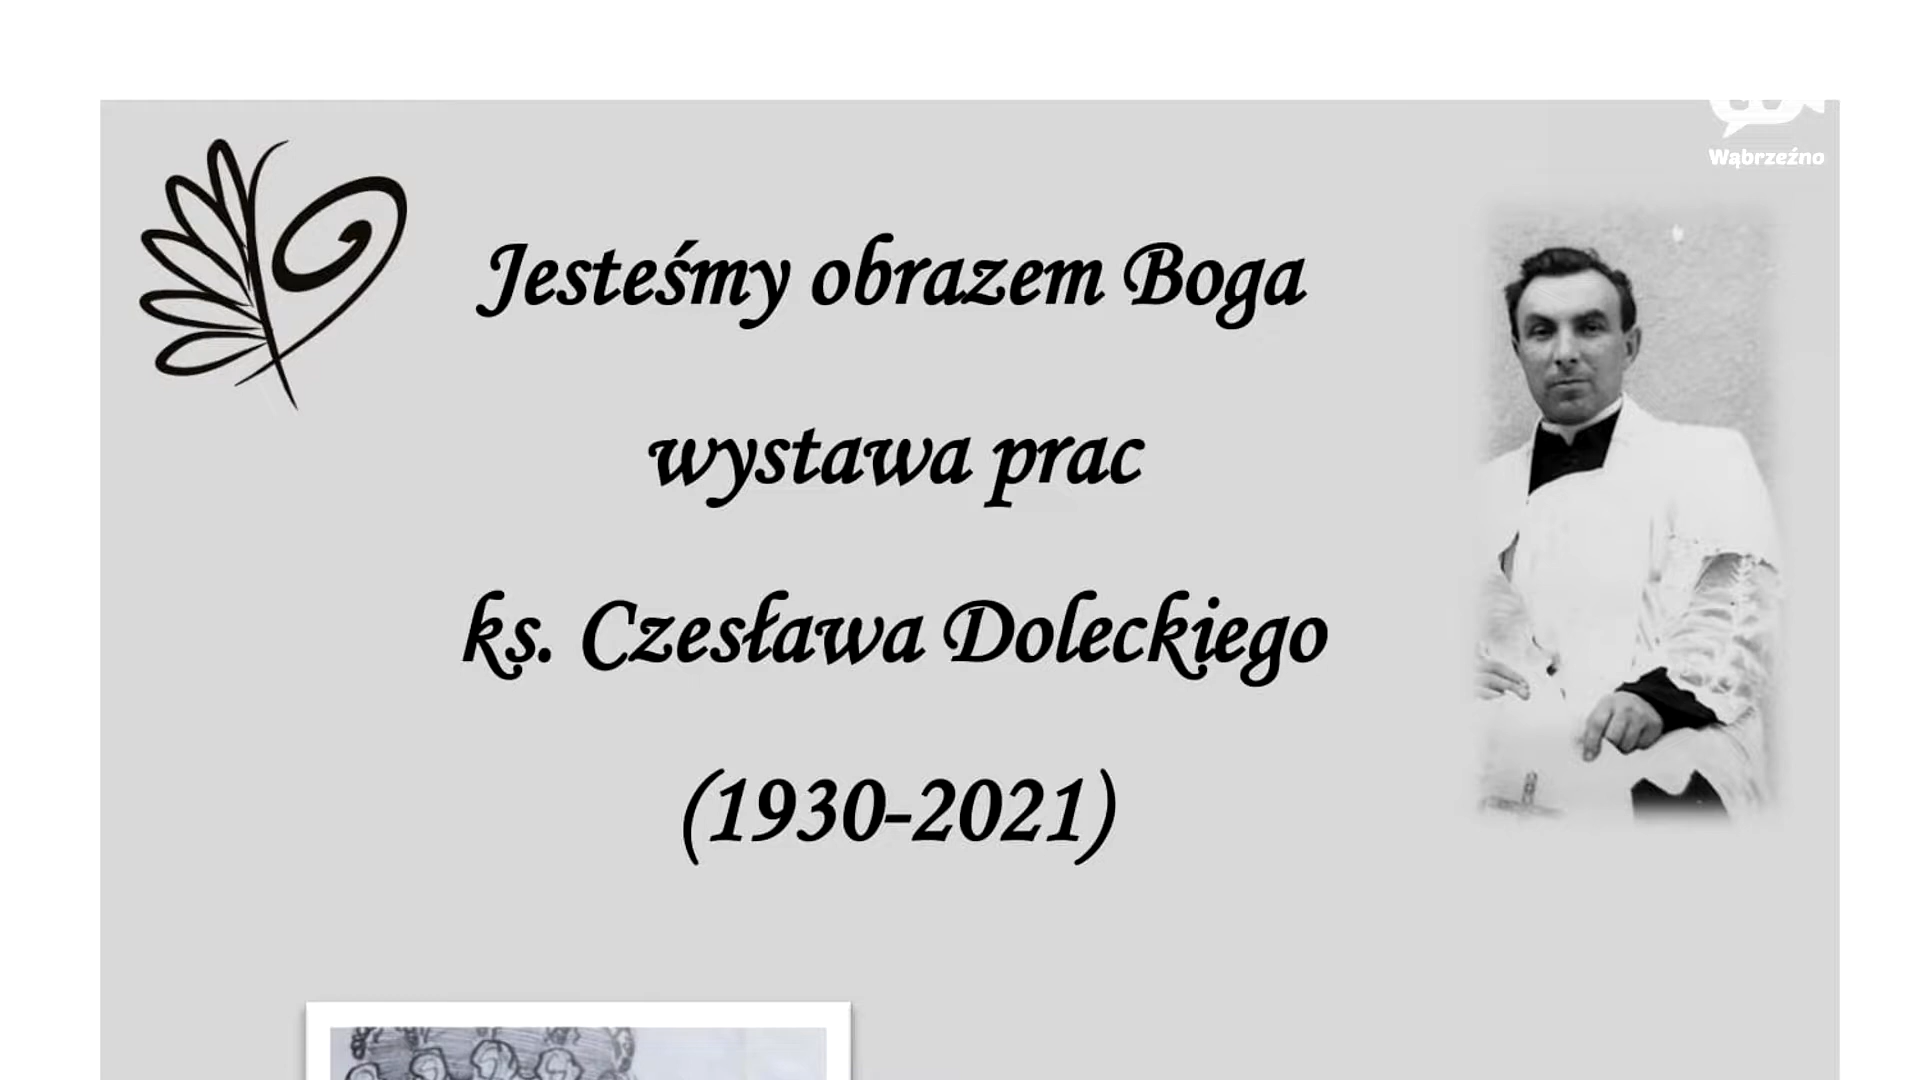 Wąbrzeźno
Jesteśmy obrazem Boga
wystawa prac
ks. Czesława Doleckiego
(1930-2021)